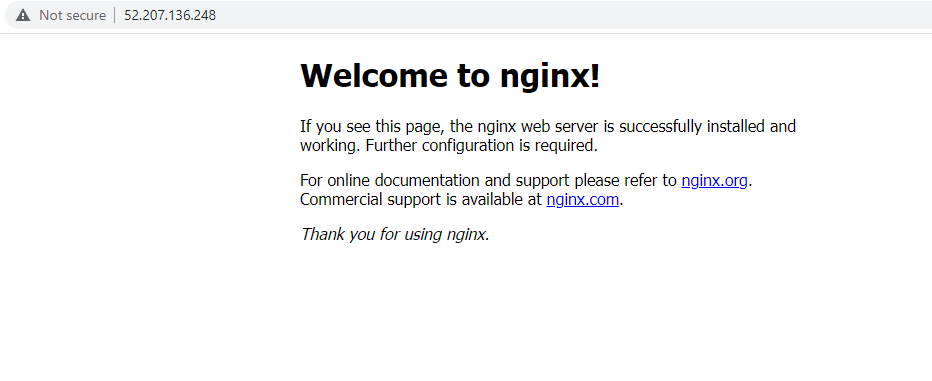 Not secure | 52.207.136.248
Welcome to nginx!
If you see this page, the nginx web server is successfully installed and
working. Further configuration is required.
For online documentation and support please refer to nginx.org.
Commercial support is available at nginx.com.
Thank you for using nginx.